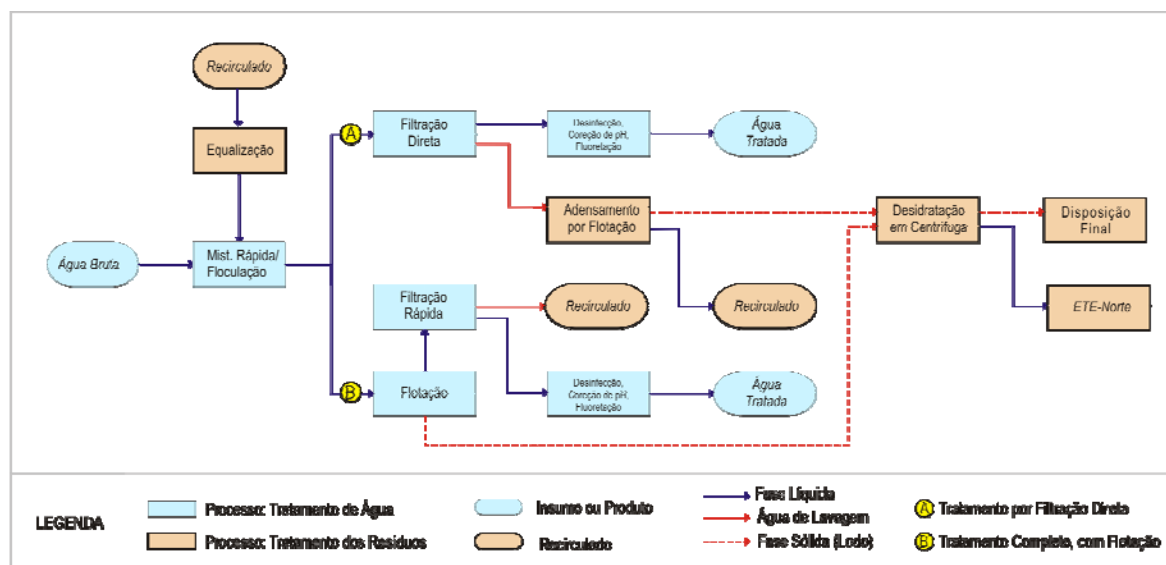 Recirculado
Equalização
Água Bruta
Mist. Rápida/
Floculação
A
Filtração
Direta
Desinfecção,
Coreção de pH,
Fluoretação
Água
Tratada
Adensamento
por Flotação
Desidratação
em Centrífuga
Disposição
Final
Filtração
Rápida
Recirculado
Recirculado
ETE-Norte
B
Flotação
Desinfecção,
Coreção de pH,
Fluoretação
Água
Tratada
LEGENDA
Processo: Tratamento de Água
Processo: Tratamento dos Resíduos
Insumo ou Produto
Recirculado
Fase Líquida
Água de Lavagem
Fase Sólida (Lodo)
A Tratamento por Filtração Direta
B Tratamento Completo, com Flotação